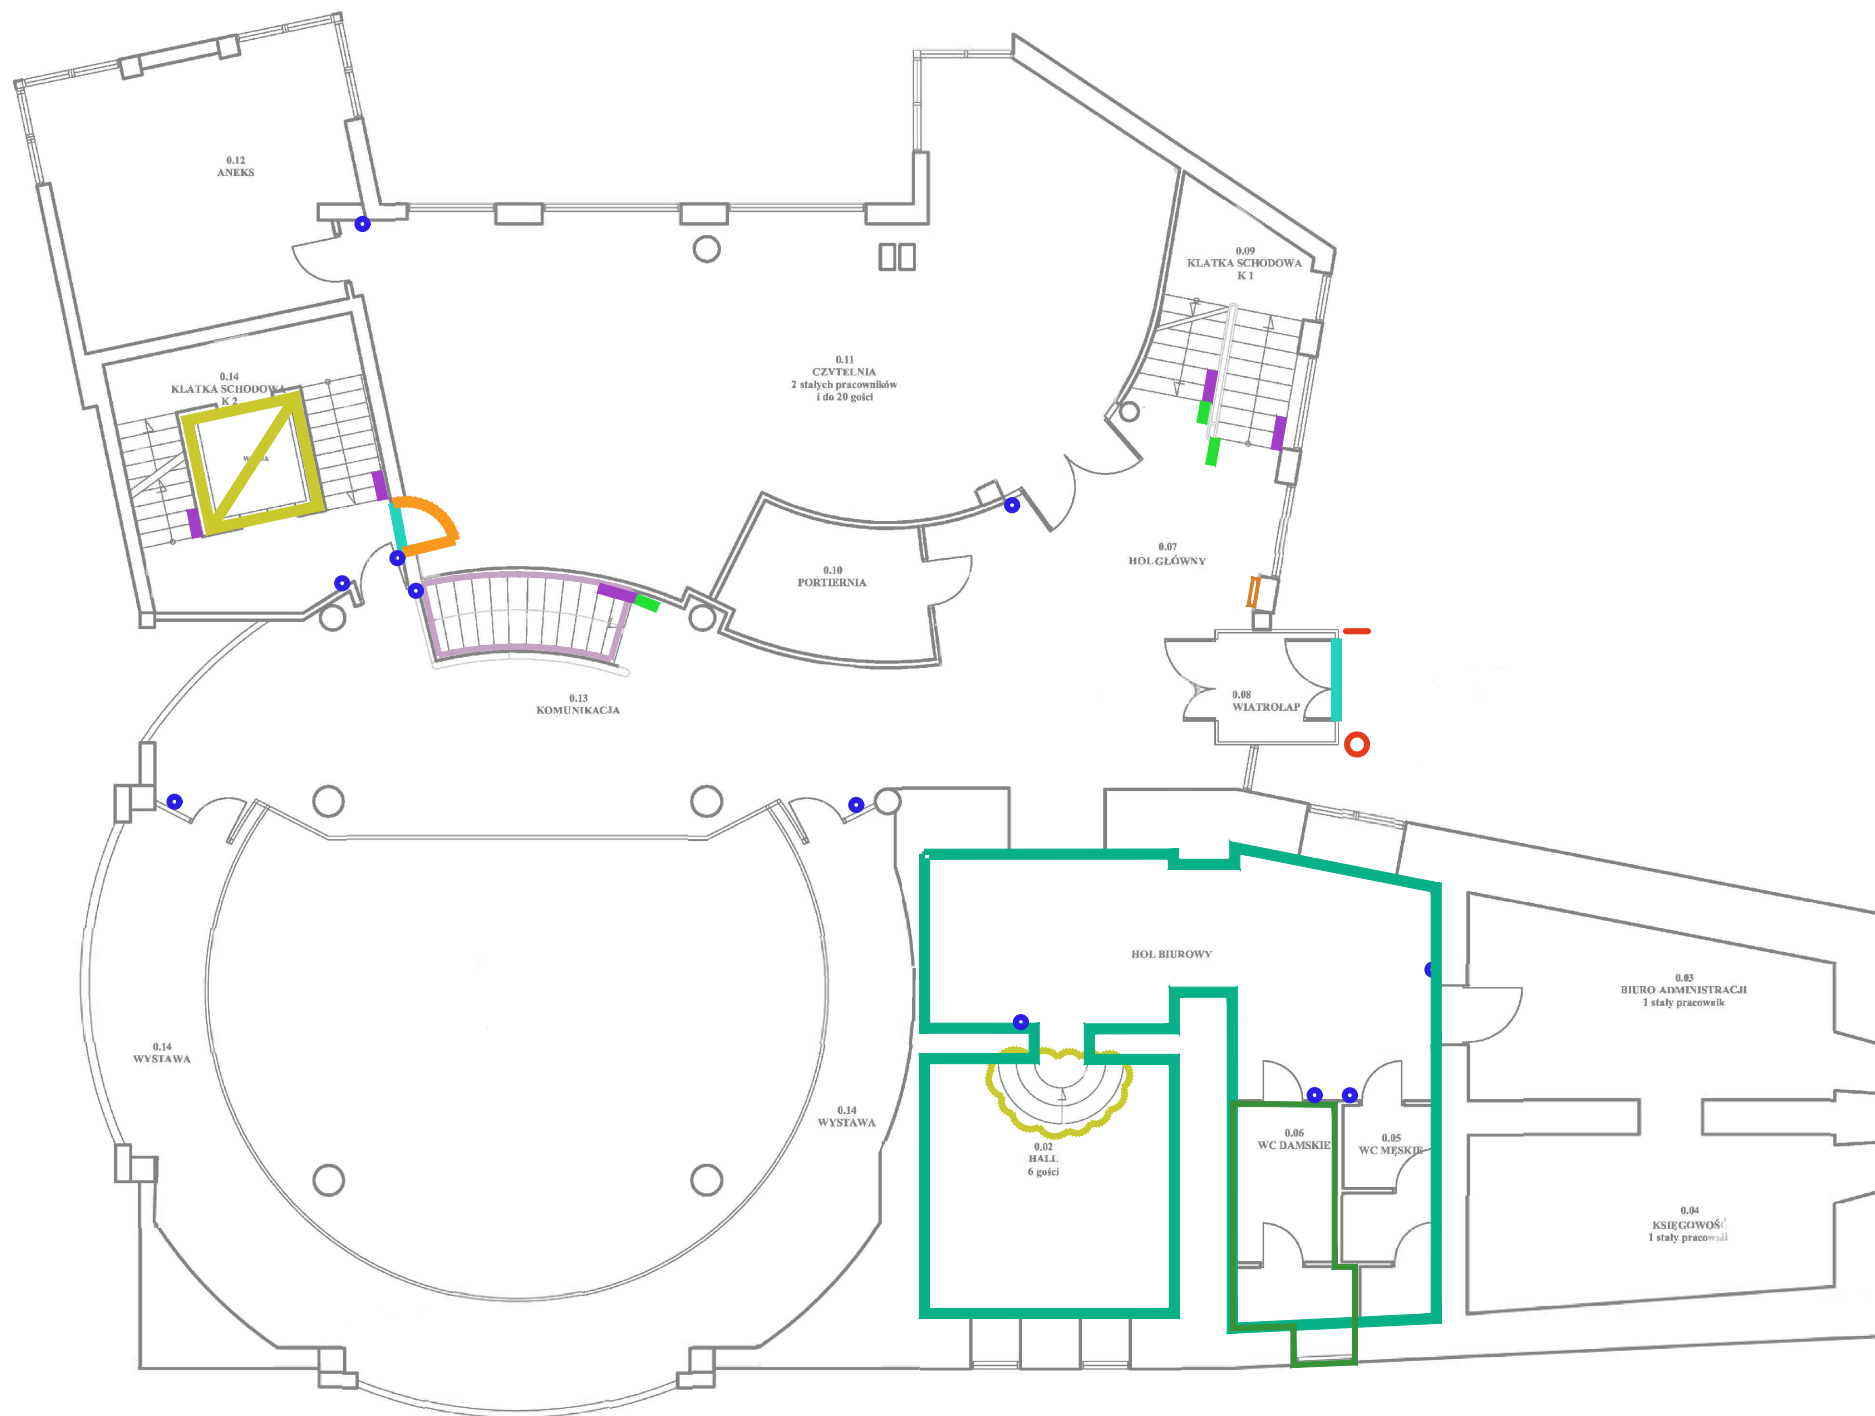 0.12
ANEKS
0.09
KLATKA SCHODOWA
K 1
0.11
CZYTELNIA
2 stałych pracowników
i do 20 gości
0.14
KLATKA SCHODOWA
K 2
0.07
HOL GŁÓWNY
0.10
PORTIERNIA
0.08
WIATROŁAP
0.13
KOMUNIKACJA
HOL BIUROWY
0.03
BIURO ADMINISTRACJI
1 stały pracownik
0.14
WYSTAWA
0.14
WYSTAWA
0.02
HALL
6 gości
0.06
WC DAMSKIE
0.05
WC MĘSKIE
0.04
KSIĘGOWOŚĆ
1 stały pracownik